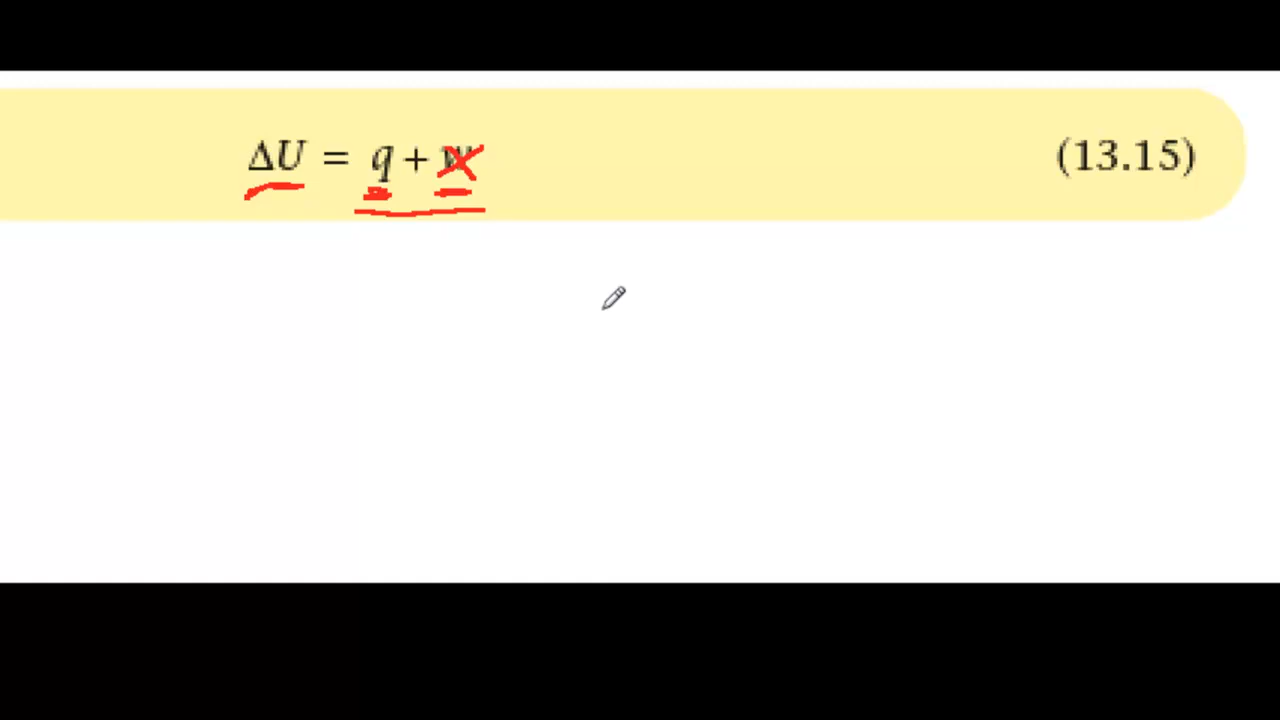 ΔU = q + w (13.15)